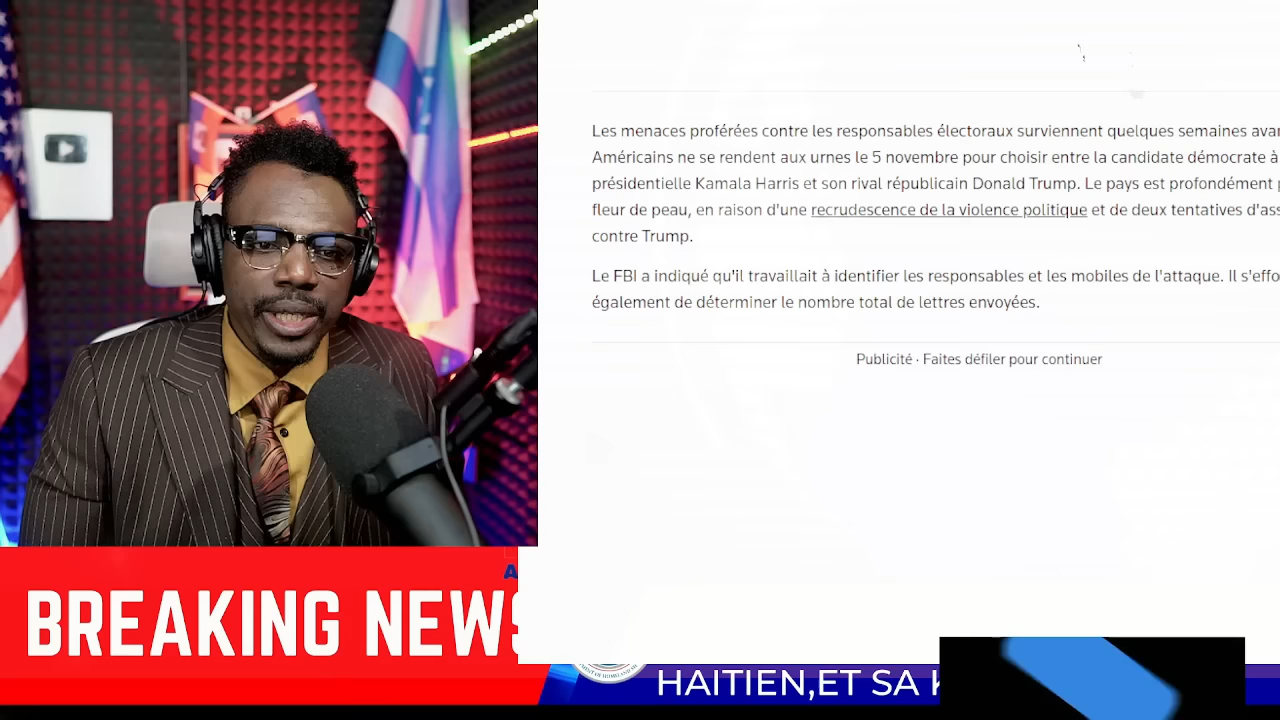 Les menaces proférées contre les responsables électoraux surviennent quelques semaines
Américains ne se rendent aux urnes le 5 novembre pour choisir entre la candidate démocrate à
présidentielle Kamala Harris et son rival républicain Donald Trump. Le pays est profondément
fleur de peau, en raison d'une recrudescence de la violence politique et de deux tentatives
contre Trump.
Le FBI a indiqué qu'il travaillait à identifier les responsables et les mobiles de l'attaque. Il
également de déterminer le nombre total de lettres envoyées.
Publicité · Faites défiler pour continuer
BREAKING NEWS
HAITIEN,ET SA